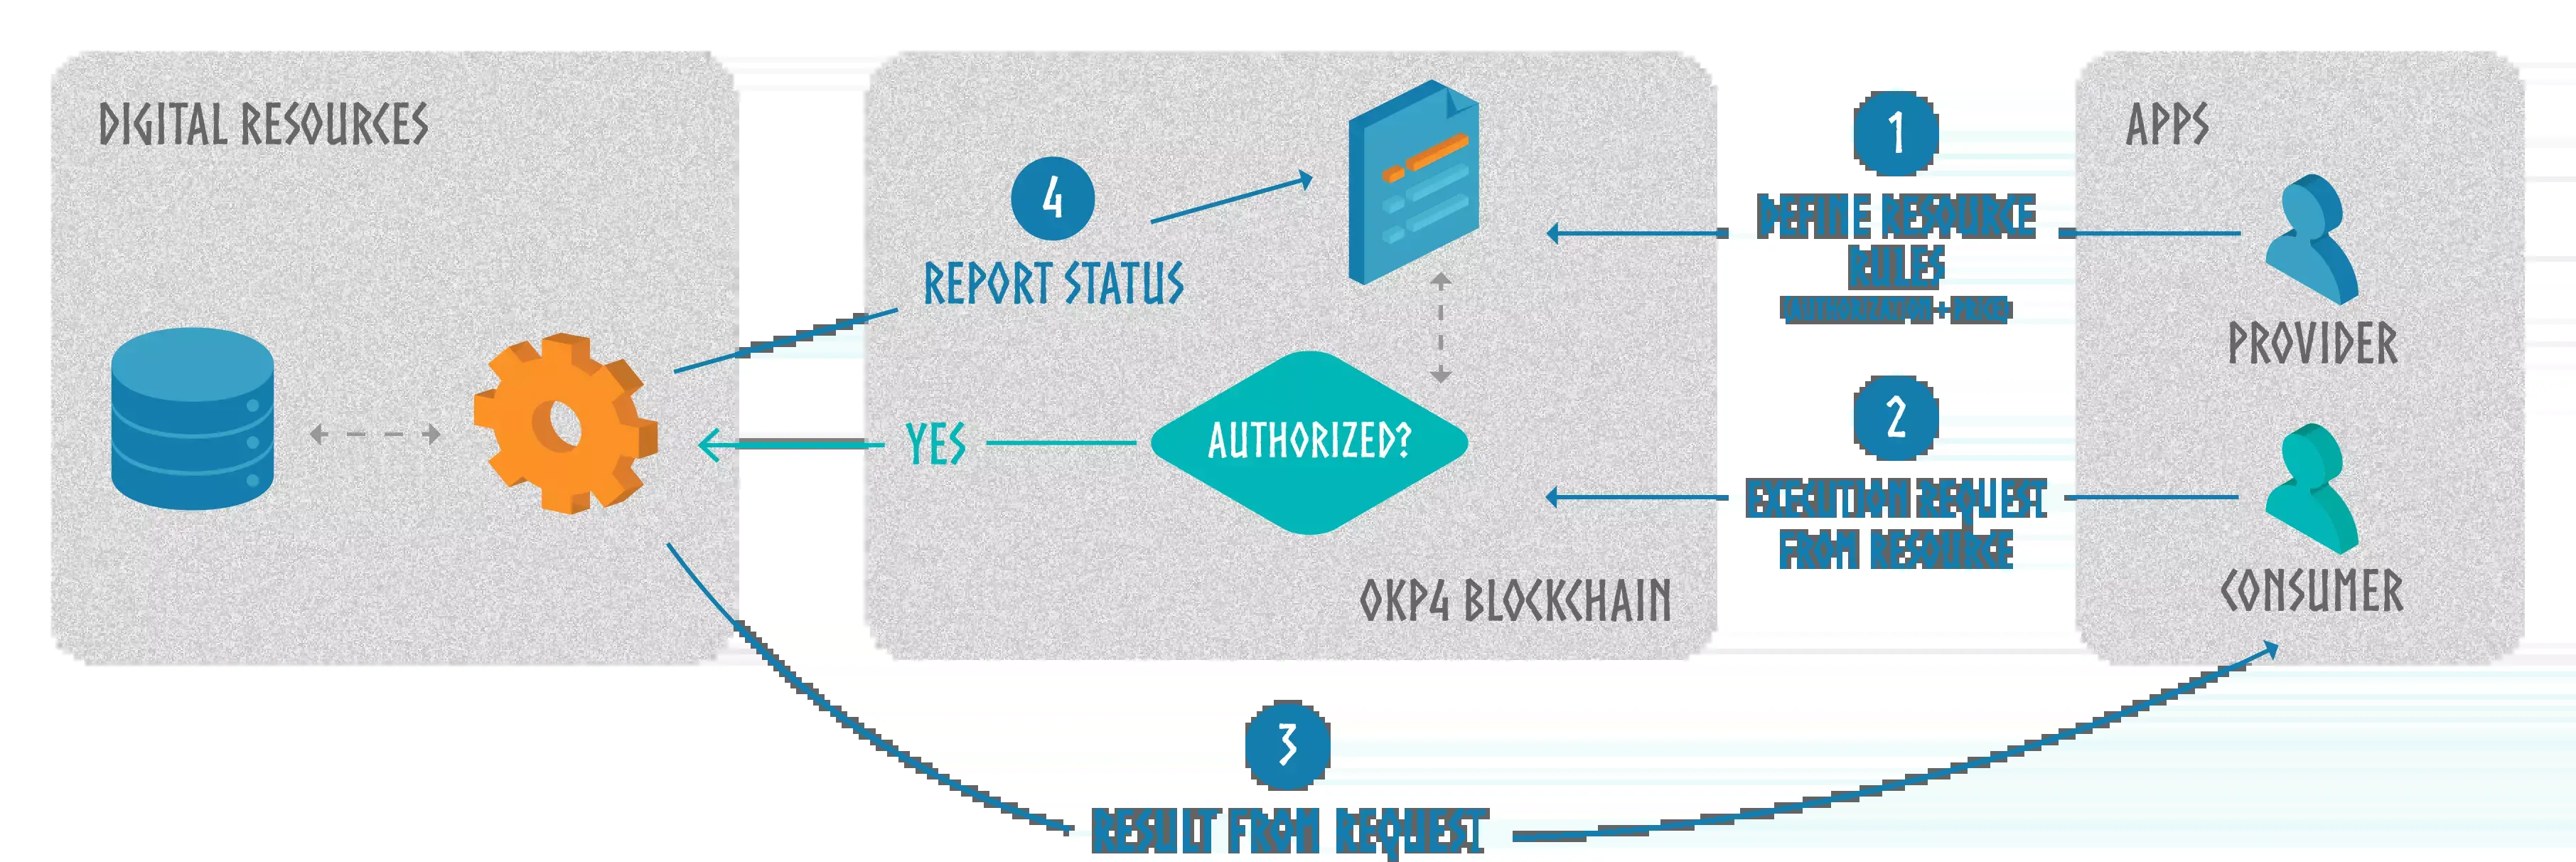 DIGITAL RESOURCES
4
REPORT STATUS
YES
AUTHORIZED?
OKP4 BLOCKCHAIN
1
DEFINE RESOURCE
RULES
(AUTHORIZATION + PRICE)
2
EXECUTION REQUEST
FROM RESOURCE
APPS
PROVIDER
CONSUMER
3
RESULT FROM REQUEST